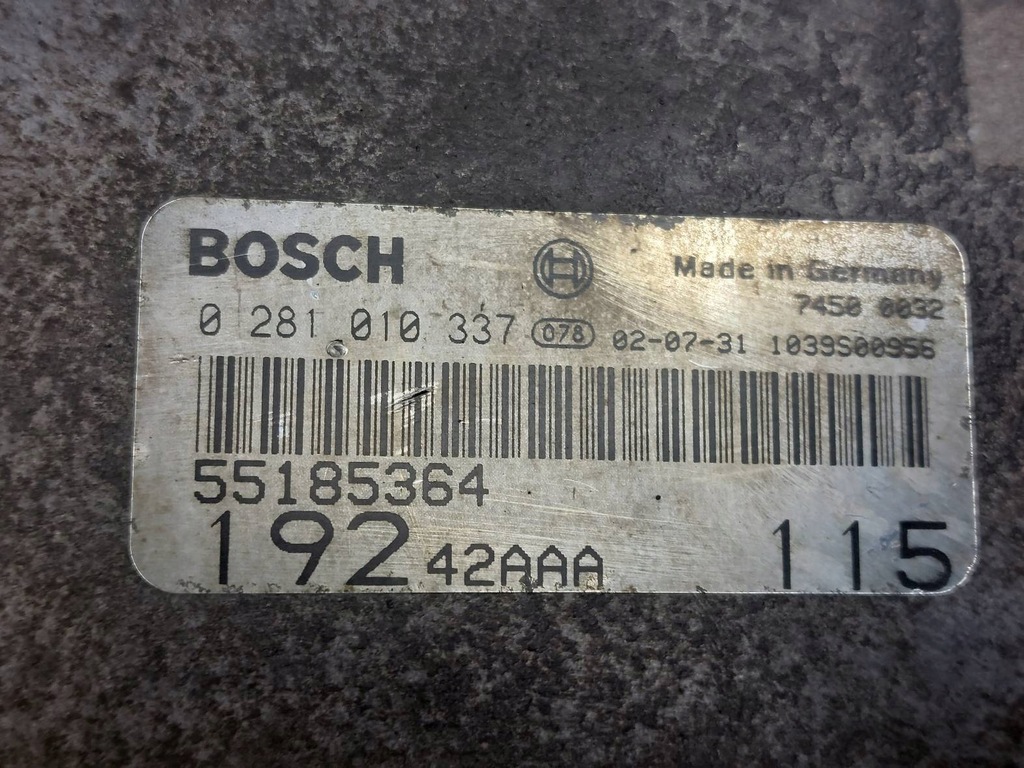 BOSCH
Made in Germany
7450 0032
0 281 010 337 078 02-07-31 1039S00956
55185364
192 42AAA 115